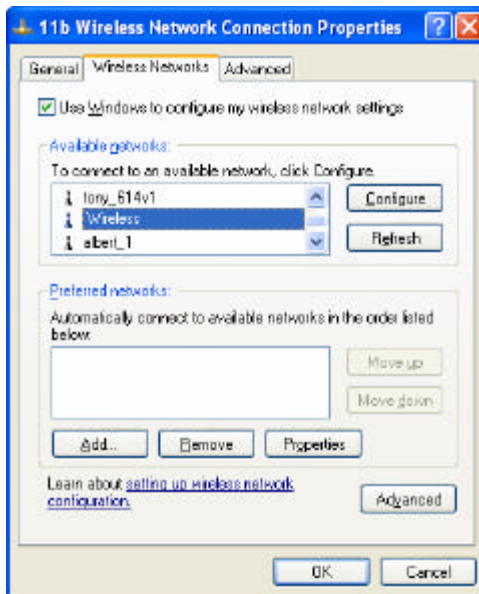 11b Wireless Network Connection Properties
General Wireless Networks Advanced
Use Windows to configure my wireless network settings
Available networks:
To connect to an available network, click Configure.
tony_614v1
Wireless
albert_1
Configure
Refresh
Preferred networks:
Automatically connect to available networks in the order listed
below:
Move up
Move down
Add... Remove Properties
Learn about setting up wireless network
configuration.
Advanced
OK Cancel